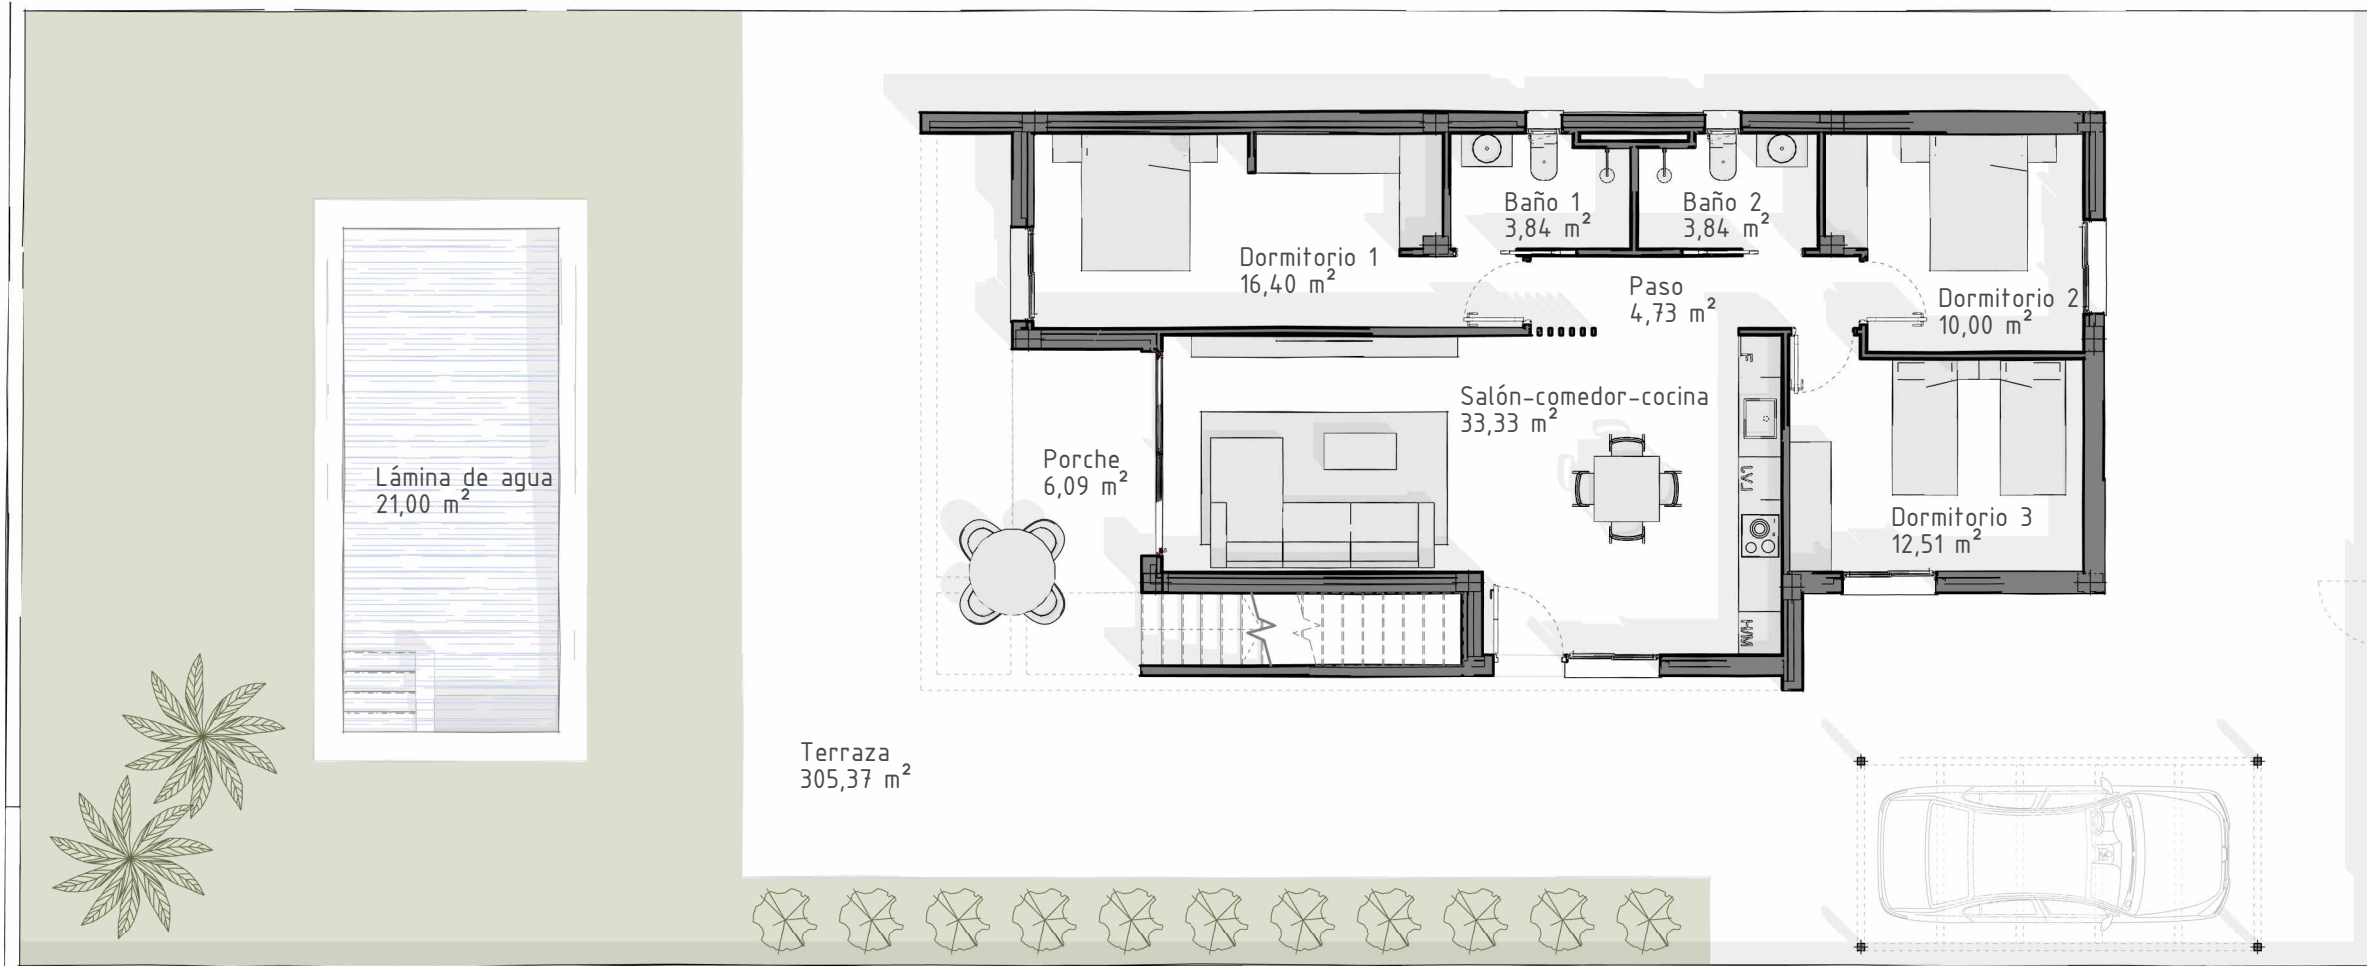 Baño 1
3,84 m²
Baño 2
3,84 m²
Dormitorio 1
16,40 m²
Paso
4,73 m²
Dormitorio 2
10,00 m²
F
Salón-comedor-cocina
33,33 m²
Porche
6,09 m²
Lámina de agua
21,00 m²
LVJ
Dormitorio 3
12,51 m²
H/M
Terraza
305,37 m²